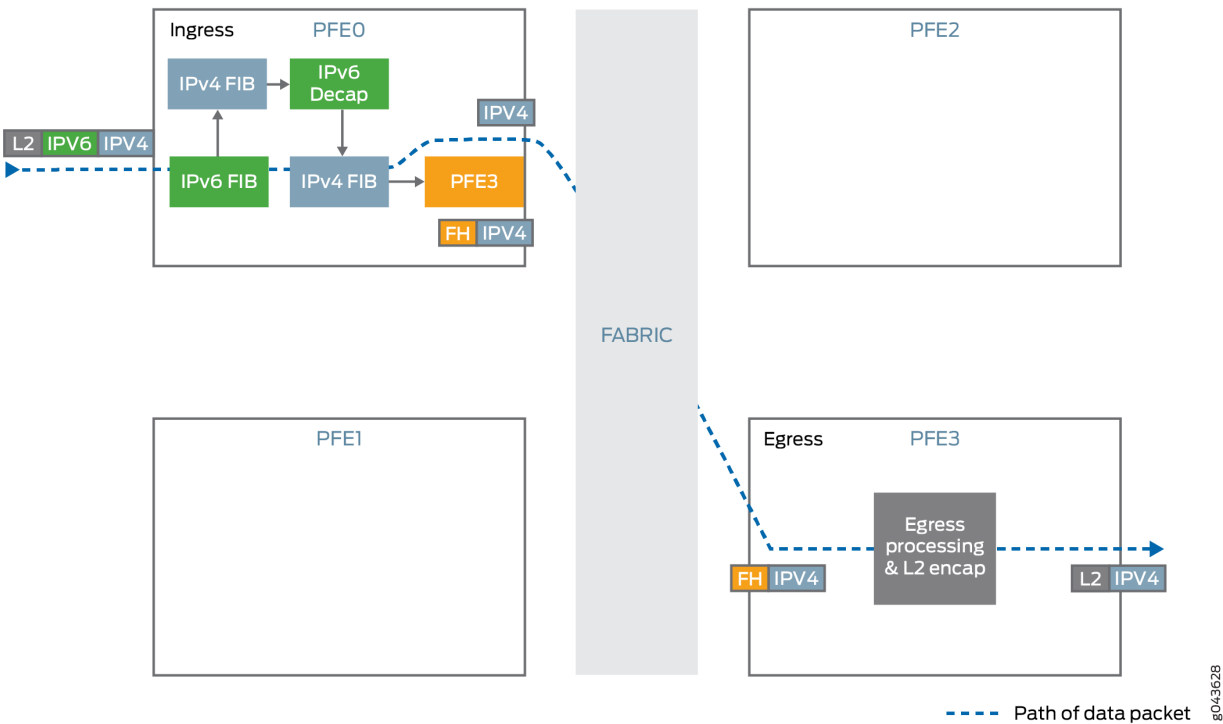 Ingress PFE0
IPv4 FIB
IPv6
Decap
IPV4
L2 IPV6 IPV4
IPv6 FIB
IPv4 FIB
PFE3
FH IPV4
PFE2
FABRIC
PFE1
Egress PFE3
Egress
processing
& L2 encap
FH IPV4
L2 IPV4
Path of data packet
g043628